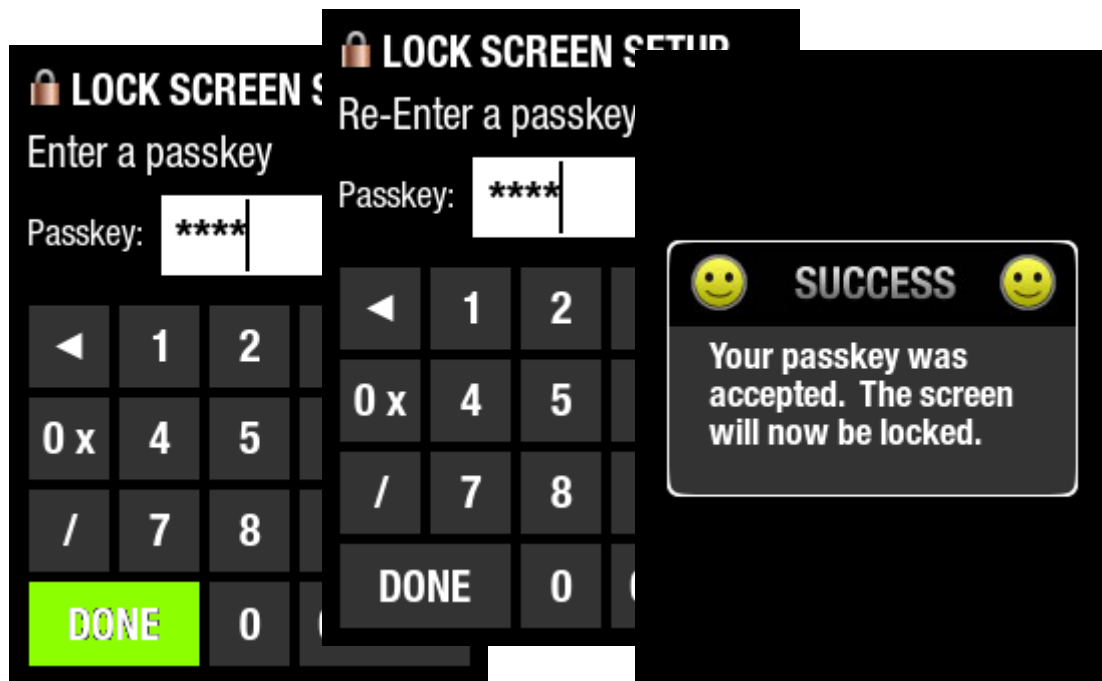 LOCK SCREEN
Enter a passkey
Passkey: ****
◀ 1 2
0 x 4 5
/ 7 8
DONE 0
LOCK SCREEN SETUP
Re-Enter a passkey
Passkey: ****
◀ 1 2
0 x 4 5
/ 7 8
DONE 0
SUCCESS
Your passkey was
accepted. The screen
will now be locked.